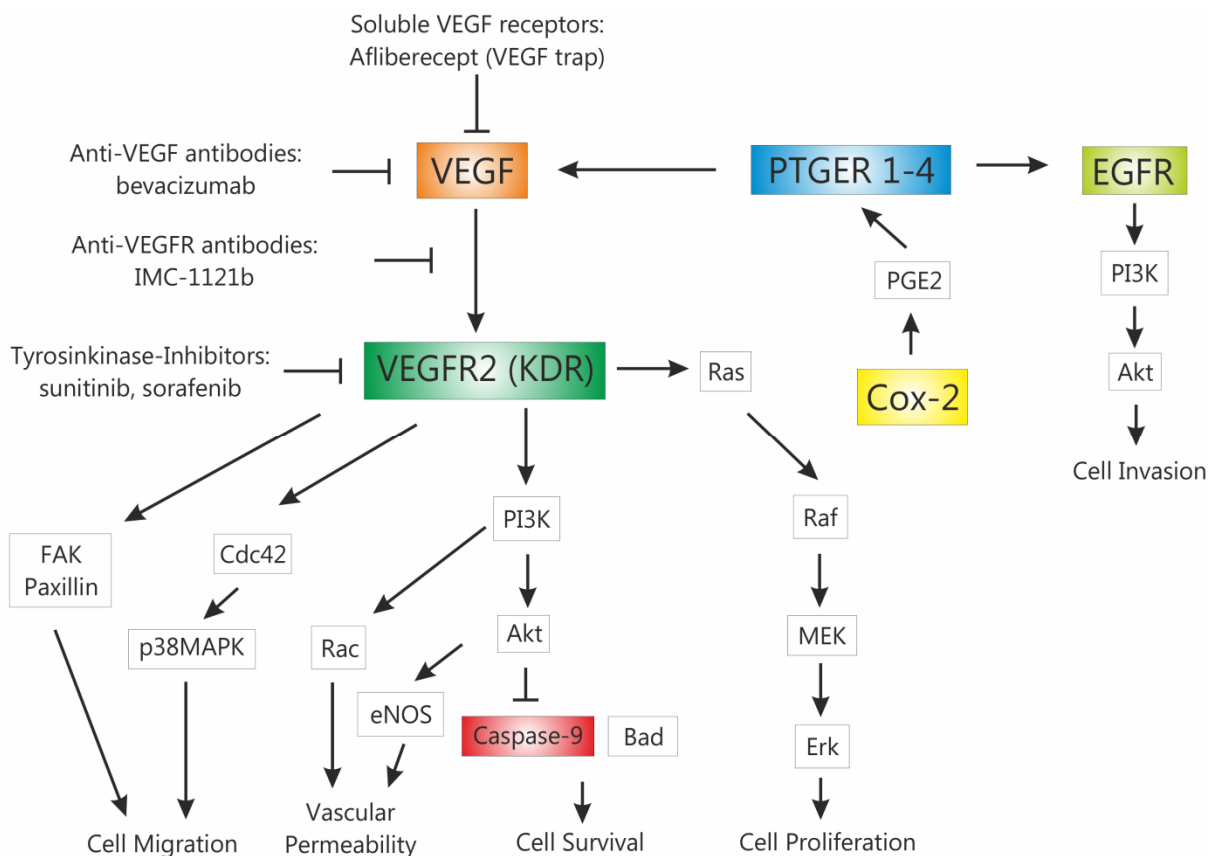 Soluble VEGF receptors:
Afliberecept (VEGF trap)
Anti-VEGF antibodies:
bevacizumab
VEGF
PTGER 1-4
EGFR
Anti-VEGFR antibodies:
IMC-1121b
PGE2
PI3K
Tyrosinkinase-Inhibitors:
sunitinib, sorafenib
VEGFR2 (KDR)
Ras
Cox-2
Akt
Cell Invasion
FAK
Paxillin
Cdc42
PI3K
Raf
p38MAPK
Rac
Akt
MEK
eNOS
Caspase-9
Bad
Erk
Cell Migration
Vascular
Permeability
Cell Survival
Cell Proliferation